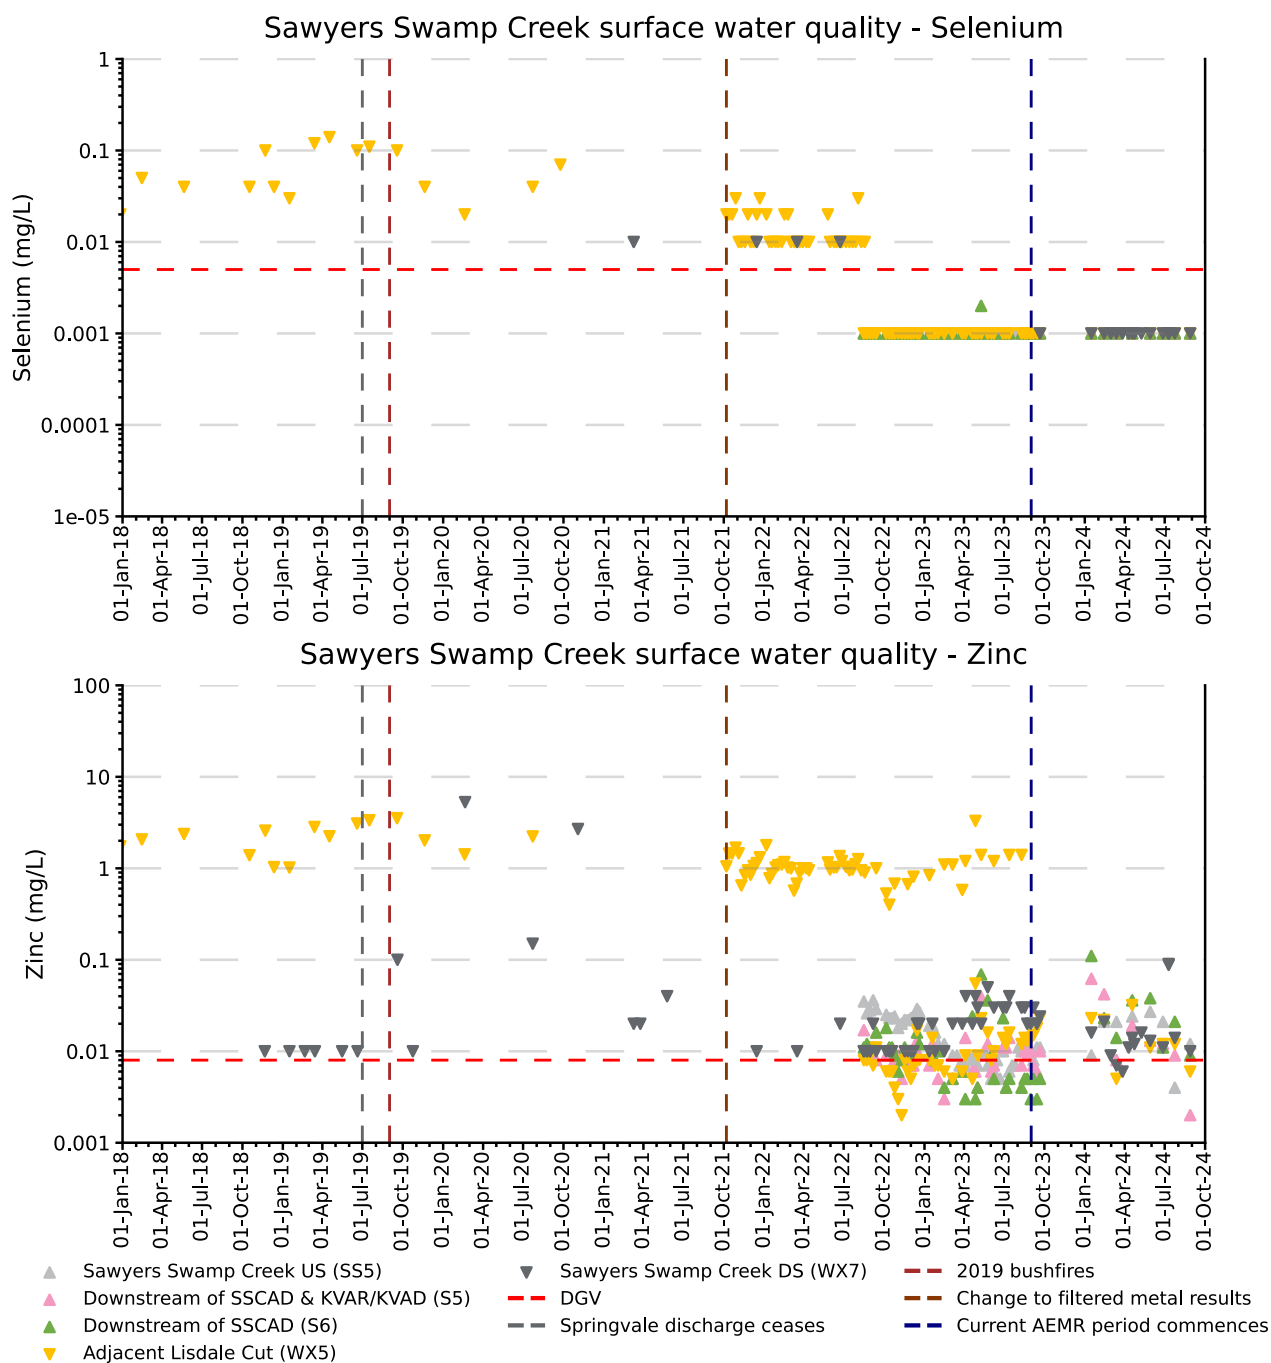 Sawyers Swamp Creek surface water quality - Selenium
Selenium (mg/L)
1
0.1
0.01
0.001
0.0001
1e-05
01-Jan-18
01-Apr-18
01-Jul-18
01-Oct-18
01-Jan-19
01-Apr-19
01-Jul-19
01-Oct-19
01-Jan-20
01-Apr-20
01-Jul-20
01-Oct-20
01-Jan-21
01-Apr-21
01-Jul-21
01-Oct-21
01-Jan-22
01-Apr-22
01-Jul-22
01-Oct-22
01-Jan-23
01-Apr-23
01-Jul-23
01-Oct-23
01-Jan-24
01-Apr-24
01-Jul-24
01-Oct-24
Sawyers Swamp Creek surface water quality - Zinc
Zinc (mg/L)
100
10
1
0.1
0.01
0.001
01-Jan-18
01-Apr-18
01-Jul-18
01-Oct-18
01-Jan-19
01-Apr-19
01-Jul-19
01-Oct-19
01-Jan-20
01-Apr-20
01-Jul-20
01-Oct-20
01-Jan-21
01-Apr-21
01-Jul-21
01-Oct-21
01-Jan-22
01-Apr-22
01-Jul-22
01-Oct-22
01-Jan-23
01-Apr-23
01-Jul-23
01-Oct-23
01-Jan-24
01-Apr-24
01-Jul-24
01-Oct-24
Sawyers Swamp Creek US (SS5)
Downstream of SSCAD & KVAR/KVAD (S5)
Downstream of SSCAD (S6)
Adjacent Lisdale Cut (WX5)
Sawyers Swamp Creek DS (WX7)
DGV
Springvale discharge ceases
2019 bushfires
Change to filtered metal results
Current AEMR period commences